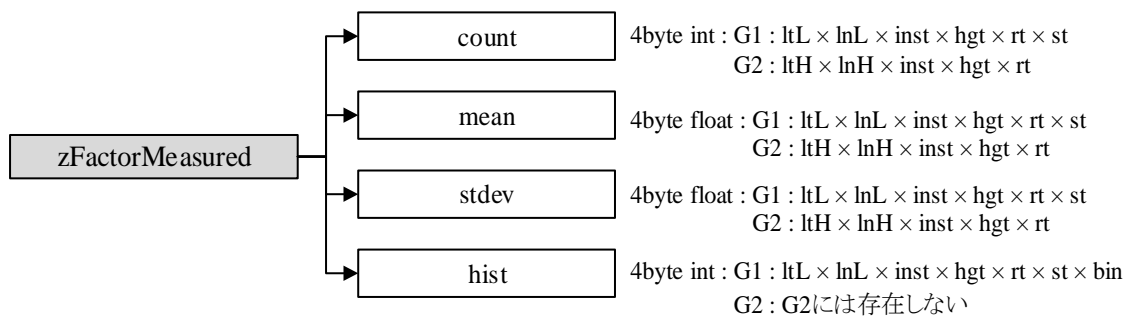 zFactorMeasured
count
4byte int : G1 : ltL × lnL × inst × hgt × rt × st
G2 : ltH × lnH × inst × hgt × rt
mean
4byte float : G1 : ltL × lnL × inst × hgt × rt × st
G2 : ltH × lnH × inst × hgt × rt
stdev
4byte float : G1 : ltL × lnL × inst × hgt × rt × st
G2 : ltH × lnH × inst × hgt × rt
hist
4byte int : G1 : ltL × lnL × inst × hgt × rt × st × bin
G2 : G2には存在しない